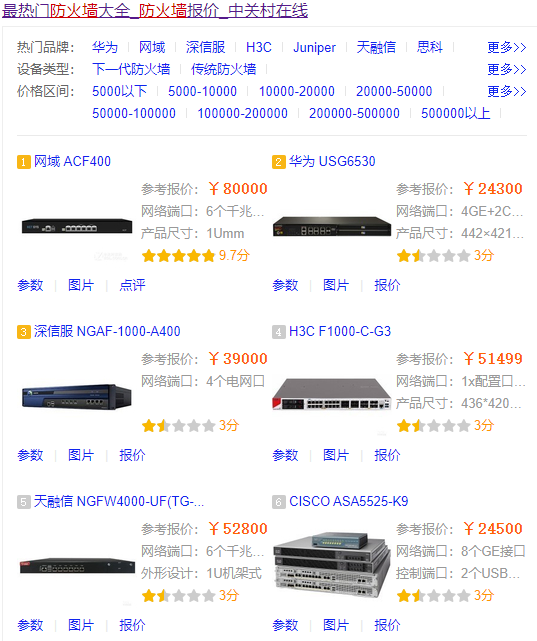 最热门防火墙大全_防火墙报价_中关村在线
热门品牌： 华为 网域 深信服 H3C Juniper 天融信 思科 更多>>
设备类型： 下一代防火墙 传统防火墙 更多>>
价格区间： 5000以下 5000-10000 10000-20000 20000-50000 更多>>
50000-100000 100000-200000 200000-500000 500000以上
1 网域 ACF400
参考报价：￥80000
网络端口：6个千兆...
产品尺寸：1Umm
9.7分
参数 图片 点评
2 华为 USG6530
参考报价：￥24300
网络端口：4GE+2C...
产品尺寸：442×421...
3分
参数 图片 报价
3 深信服 NGAF-1000-A400
参考报价：￥39000
网络端口：4个电网口
3分
参数 图片 报价
4 H3C F1000-C-G3
参考报价：￥51499
网络端口：1x配置口...
产品尺寸：436*420...
3分
参数 图片 报价
5 天融信 NGFW4000-UF(TG-...
参考报价：￥52800
网络端口：6个千兆...
外形设计：1U机架式
3分
参数 图片 报价
6 CISCO ASA5525-K9
参考报价：￥24500
网络端口：8个GE接口
控制端口：2个USB...
3分
参数 图片 报价